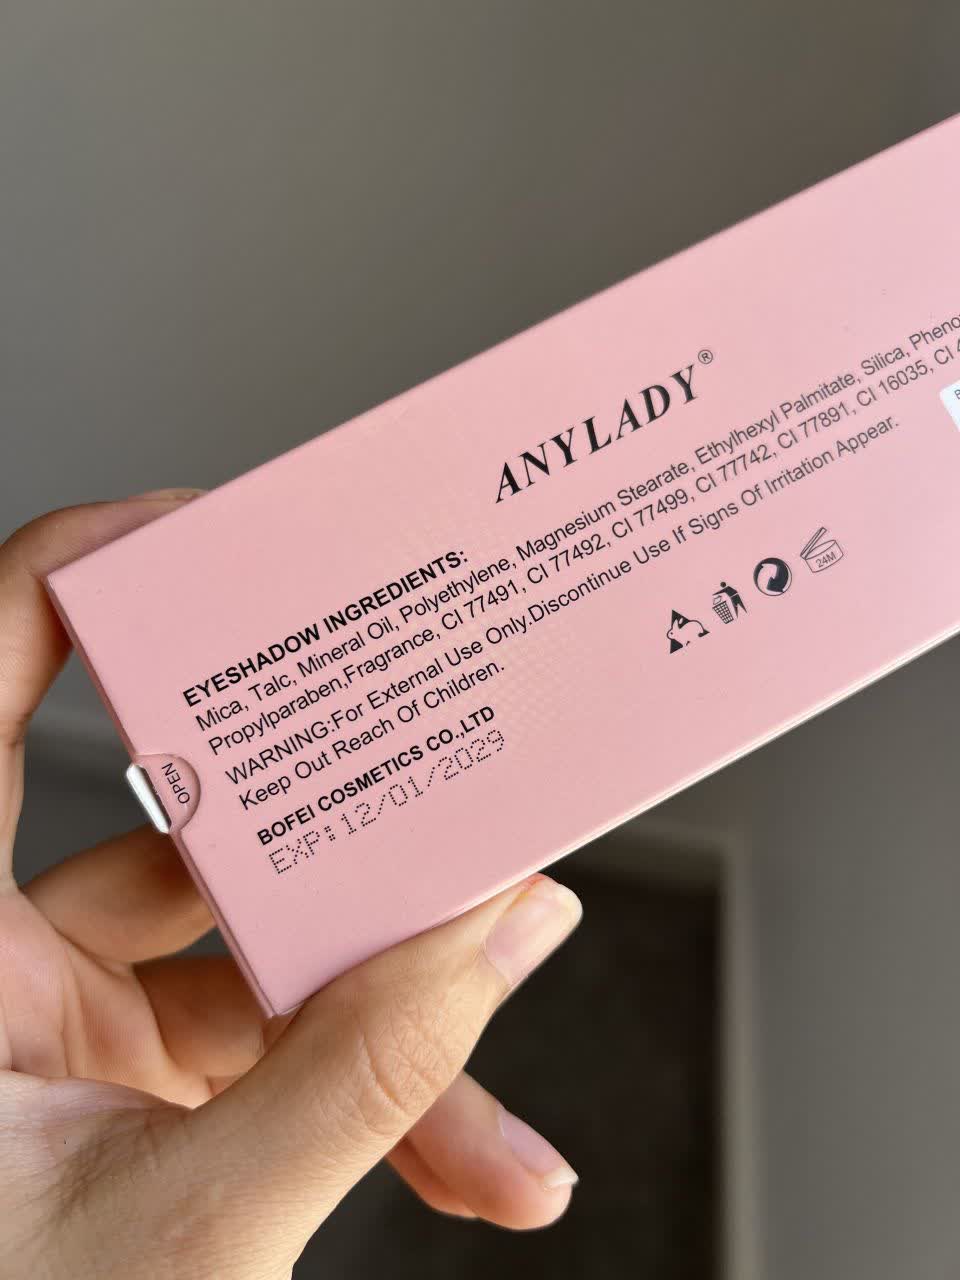 ANYLADY®
EYESHADOW INGREDIENTS:
Mica, Talc, Mineral Oil, Polyethylene, Magnesium Stearate, Ethylhexyl Palmitate, Silica,
Propylparaben,Fragrance, CI 77491, CI 77492, CI 77499, CI 77742, CI 77891, CI 16035, CI
WARNING:For External Use Only.Discontinue Use If Signs Of Irritation Appear.
Keep Out Reach Of Children.
BOFEI COSMETICS CO.,LTD
EXP:12/01/2029
24M
OPEN